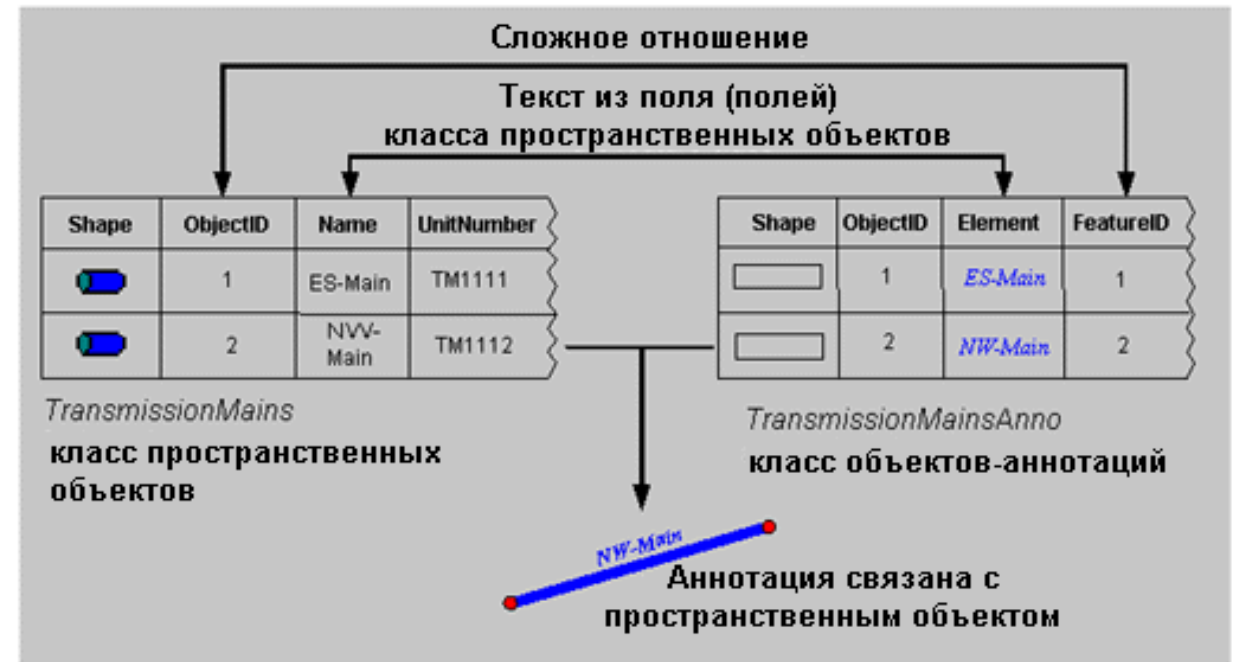 Сложное отношение
Текст из поля (полей)
класса пространственных объектов
Shape ObjectID Name UnitNumber
1 ES-Main TM1111
2 NW-Main TM1112
Shape ObjectID Element FeatureID
1 ES-Main 1
2 NW-Main 2
TransmissionMains
класс пространственных
объектов
TransmissionMainsAnno
класс объектов-аннотаций
NW-Main
Аннотация связана с
пространственным объектом